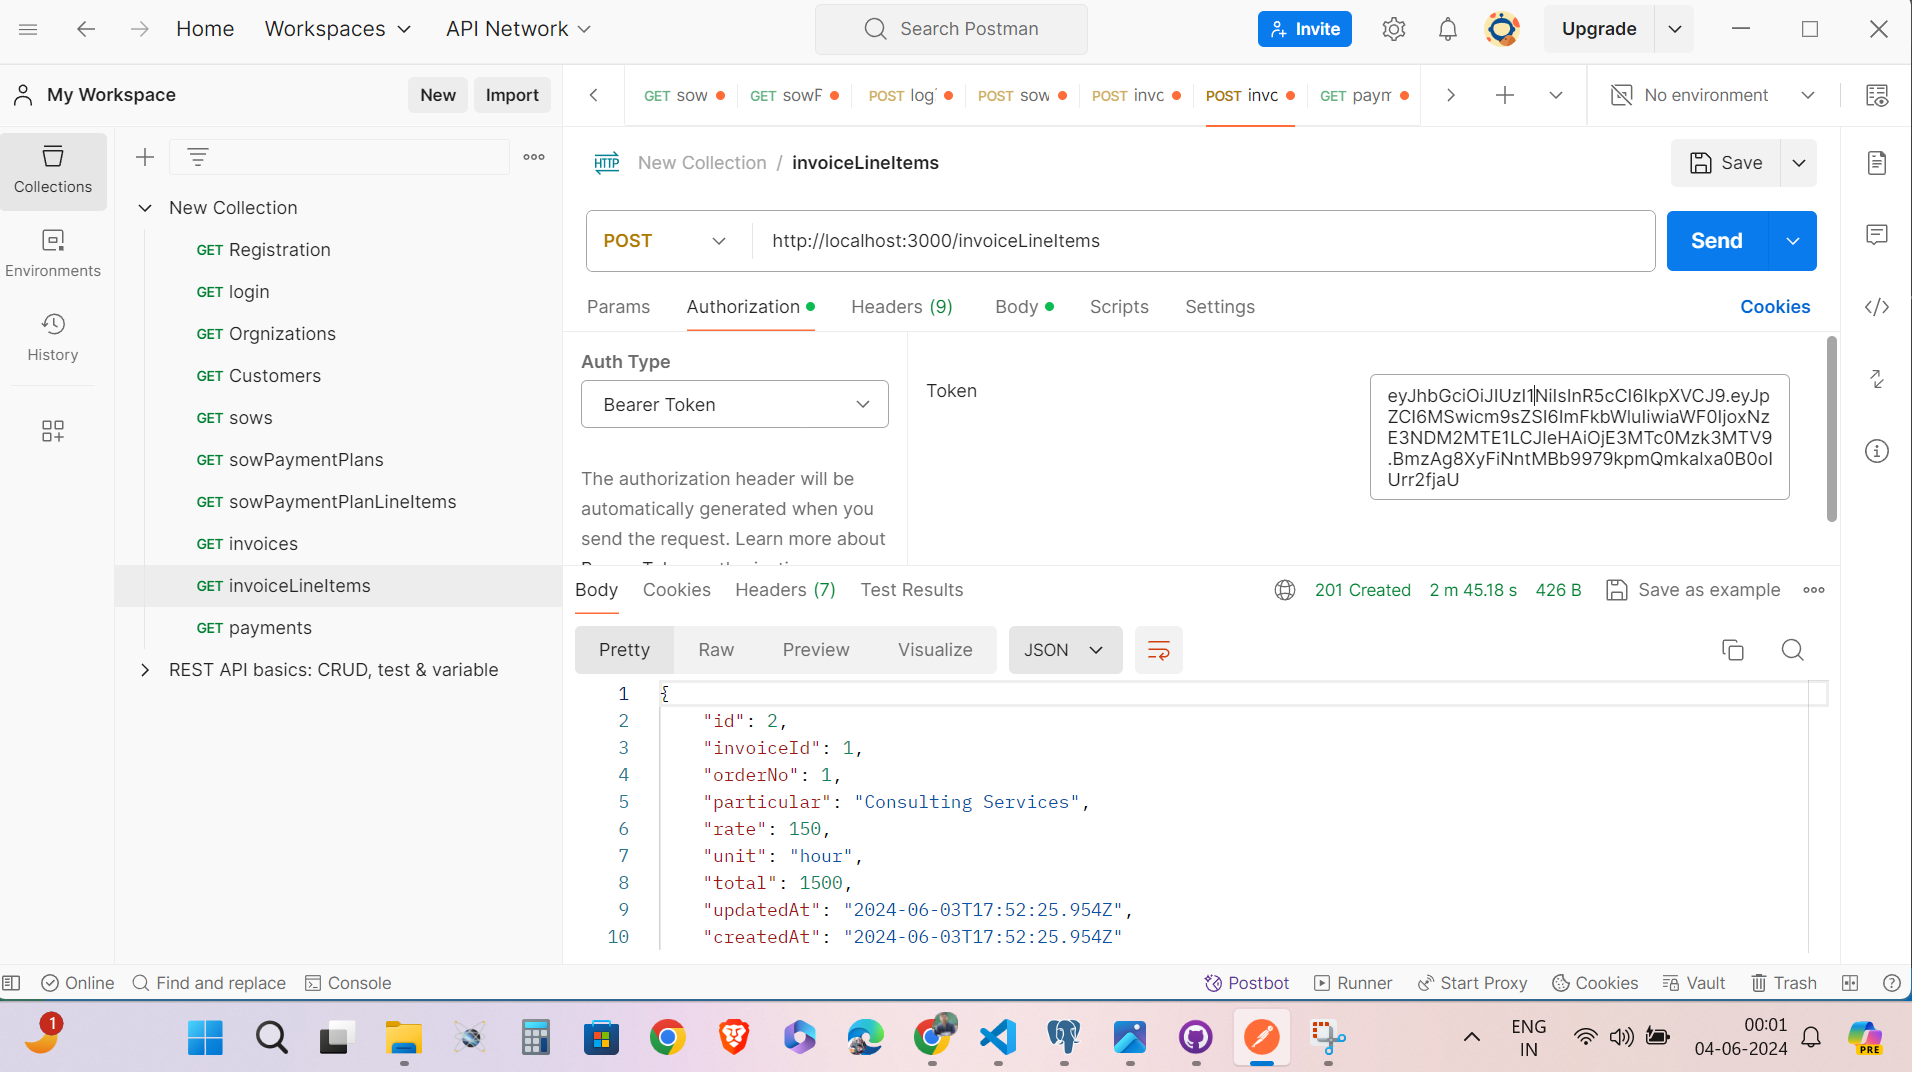 Home Workspaces API Network Search Postman Invite Upgrade
My Workspace New Import GET sow GET sowF POST log POST sow POST invc POST invc GET paym No environment
Collections
Environments
History
New Collection
GET Registration
GET login
GET Orgnizations
GET Customers
GET sows
GET sowPaymentPlans
GET sowPaymentPlanLineItems
GET invoices
GET invoiceLineItems
GET payments
REST API basics: CRUD, test & variable
HTTP New Collection / invoiceLineItems Save
POST http://localhost:3000/invoiceLineItems Send
Params Authorization Headers (9) Body Scripts Settings Cookies
Auth Type
Bearer Token
The authorization header will be
automatically generated when you
send the request. Learn more about
Token
eyJhbGciOiJIUzI1NiIsInR5cCI6IkpXVCJ9.eyJp
ZCI6MSwicm9sZSI6ImFkbWluIiwiaWF0IjoxNz
E3NDM2MTE1LCJleHAiOjE3MTc0Mzk3MTV9
.BmzAg8XyFiNntMBb9979kpmQmkalxa0B0oI
Urr2fjaU
Body Cookies Headers (7) Test Results 201 Created 2 m 45.18 s 426 B Save as example
Pretty Raw Preview Visualize JSON
1 {
2 "id": 2,
3 "invoiceId": 1,
4 "orderNo": 1,
5 "particular": "Consulting Services",
6 "rate": 150,
7 "unit": "hour",
8 "total": 1500,
9 "updatedAt": "2024-06-03T17:52:25.954Z",
10 "createdAt": "2024-06-03T17:52:25.954Z"
Online Find and replace Console Postbot Runner Start Proxy Cookies Vault Trash
1 PRE
ENG
IN
00:01
04-06-2024